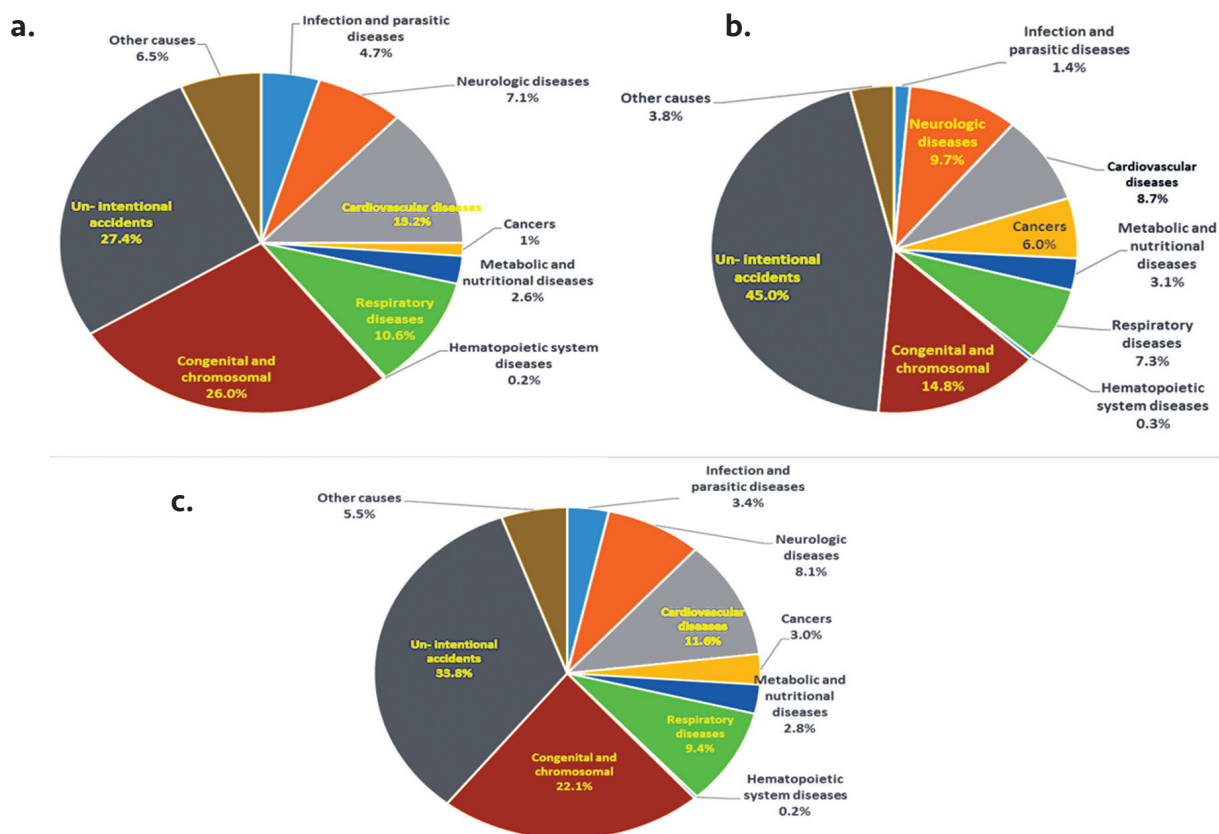 a.
Infection and parasitic
diseases
4.7%
Neurologic diseases
7.1%
Cardiovascular diseases
13.2%
Cancers
1%
Metabolic and
nutritional diseases
2.6%
Respiratory
diseases
10.6%
Hematopoietic system
diseases
0.2%
Congenital and
chromosomal
26.0%
Un- intentional
accidents
27.4%
Other causes
6.5%
b.
Infection and
parasitic diseases
1.4%
Neurologic
diseases
9.7%
Cardiovascular
diseases
8.7%
Cancers
6.0%
Metabolic and
nutritional
diseases
3.1%
Respiratory
diseases
7.3%
Hematopoietic
system diseases
0.3%
Congenital and
chromosomal
14.8%
Un- intentional
accidents
45.0%
Other causes
3.8%
c.
Infection and
parasitic diseases
3.4%
Neurologic
diseases
8.1%
Cardiovascular
diseases
11.6%
Cancers
3.0%
Metabolic and
nutritional
diseases
2.8%
Respiratory
diseases
9.4%
Hematopoietic
system diseases
0.2%
Congenital and
chromosomal
22.1%
Un- intentional
accidents
33.8%
Other causes
5.5%